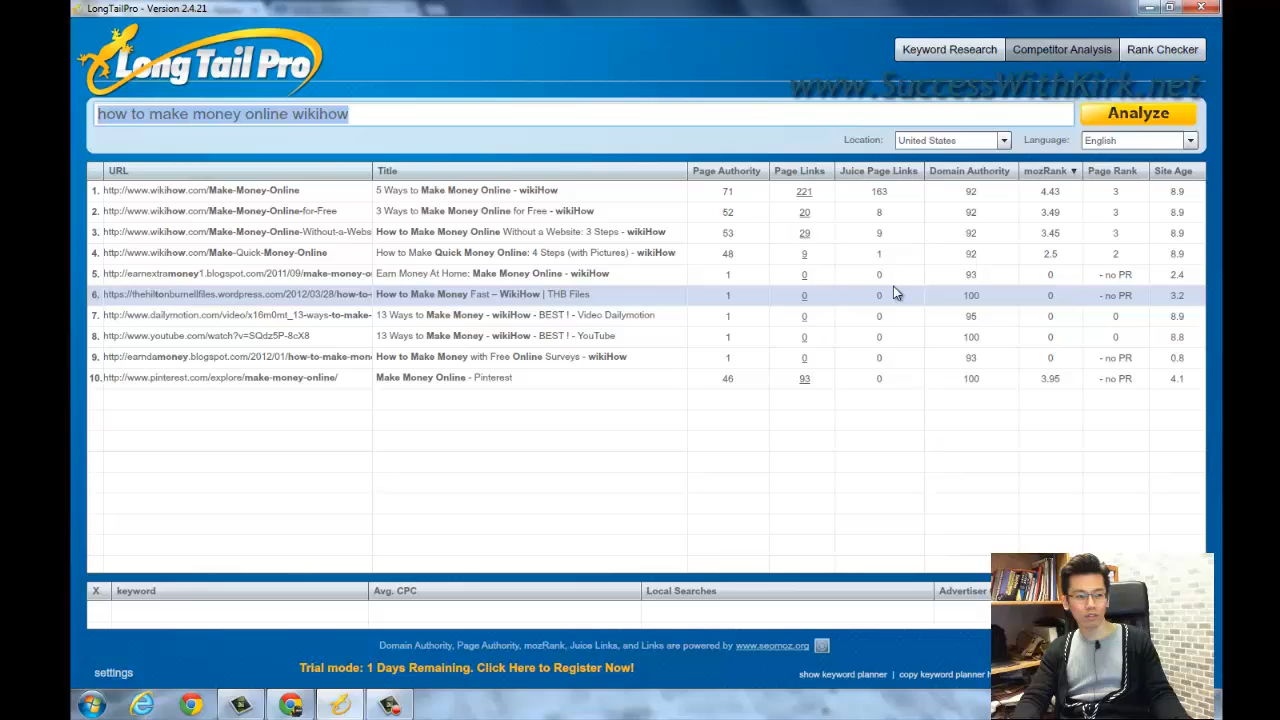 LongTailPro - Version 2.4.21
Long Tail Pro
Keyword Research Competitor Analysis Rank Checker
www.SuccessWithKirk.net
how to make money online wikihow Analyze
Location: United States Language: English
URL Title Page Authority Page Links Juice Page Links Domain Authority mozRank ▼ Page Rank Site Age
1. http://www.wikihow.com/Make-Money-Online 5 Ways to Make Money Online - wikiHow 71 221 163 92 4.43 3 8.9
2. http://www.wikihow.com/Make-Money-Online-for-Free 3 Ways to Make Money Online for Free - wikiHow 52 20 8 92 3.49 3 8.9
3. http://www.wikihow.com/Make-Money-Online-Without-a-Webs How to Make Money Online Without a Website: 3 Steps - wikiHow 53 29 9 92 3.45 3 8.9
4. http://www.wikihow.com/Make-Quick-Money-Online How to Make Quick Money Online: 4 Steps (with Pictures) - wikiHow 48 9 1 92 2.5 2 8.9
5. http://earnextramoney1.blogspot.com/2011/09/make-money-o Earn Money At Home: Make Money Online - wikiHow 1 0 0 93 0 - no PR 2.4
6. https://thehiltonburnellfiles.wordpress.com/2012/03/28/how-to- How to Make Money Fast – WikiHow | THB Files 1 0 0 100 0 - no PR 3.2
7. http://www.dailymotion.com/video/x16m0mt_13-ways-to-make- 13 Ways to Make Money - wikiHow - BEST ! - Video Dailymotion 1 0 0 95 0 - no PR 8.9
8. http://www.youtube.com/watch?v=SQdz5P-8cX8 13 Ways to Make Money - wikiHow - BEST ! - YouTube 1 0 0 100 0 - no PR 8.8
9. http://earndamoney.blogspot.com/2012/01/how-to-make-mone How to Make Money with Free Online Surveys - wikiHow 1 0 0 93 0 - no PR 0.8
10. http://www.pinterest.com/explore/make-money-online/ Make Money Online - Pinterest 46 93 0 100 3.95 - no PR 4.1
X keyword Avg. CPC Local Searches Advertiser
Domain Authority, Page Authority, mozRank, Juice Links, and Links are powered by www.seomoz.org
settings Trial mode: 1 Days Remaining. Click Here to Register Now! show keyword planner | copy keyword planner h